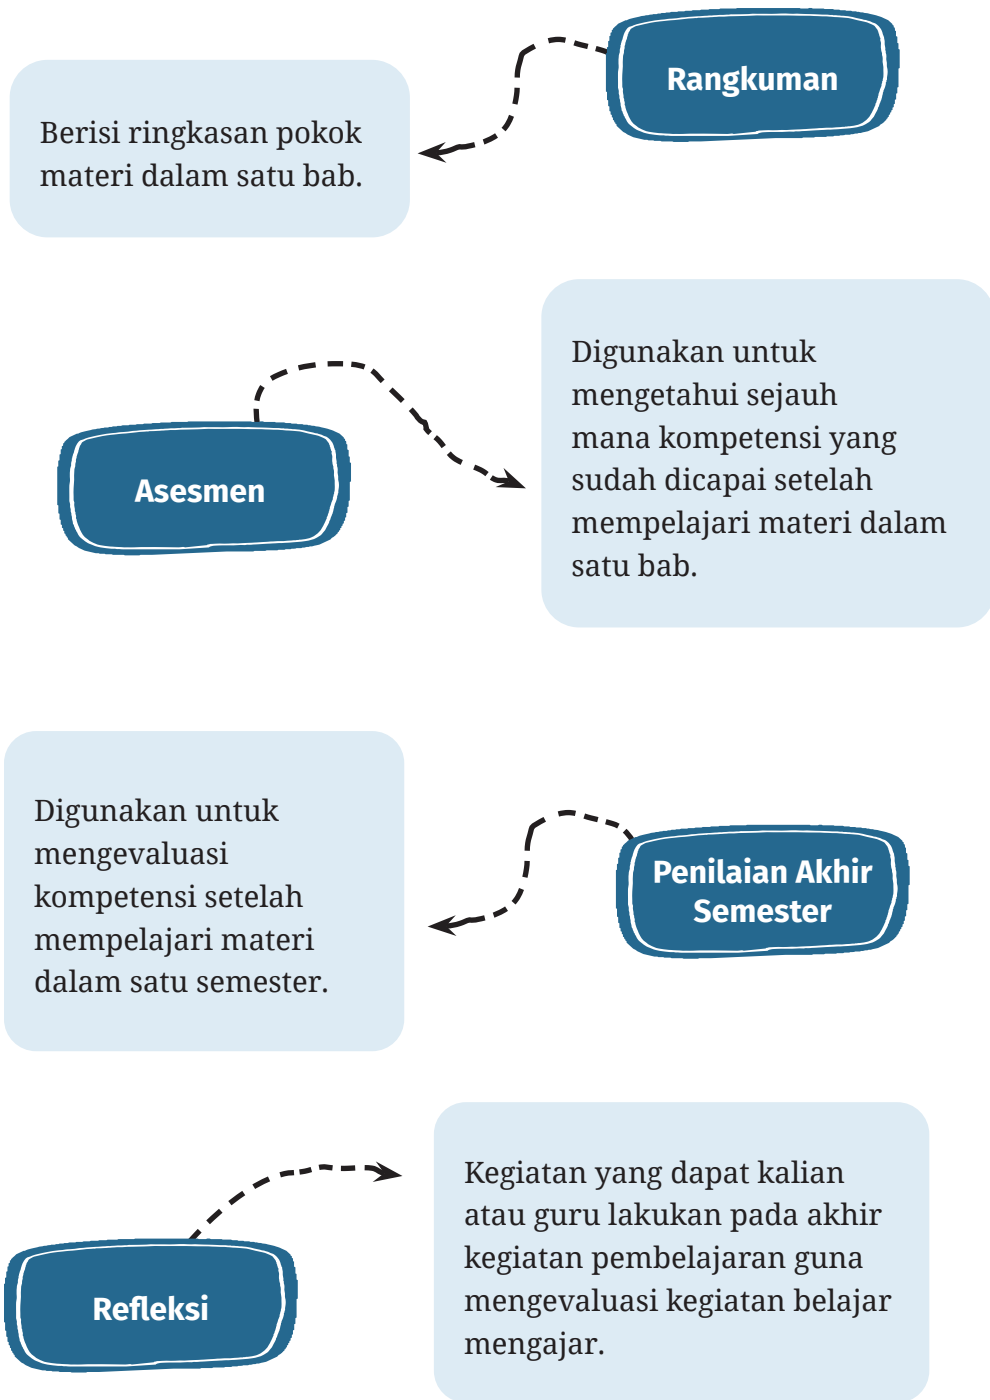 Rangkuman
Berisi ringkasan pokok
materi dalam satu bab.
Asesmen
Digunakan untuk
mengetahui sejauh
mana kompetensi yang
sudah dicapai setelah
mempelajari materi dalam
satu bab.
Penilaian Akhir
Semester
Digunakan untuk
mengevaluasi
kompetensi setelah
mempelajari materi
dalam satu semester.
Refleksi
Kegiatan yang dapat kalian
atau guru lakukan pada akhir
kegiatan pembelajaran guna
mengevaluasi kegiatan belajar
mengajar.